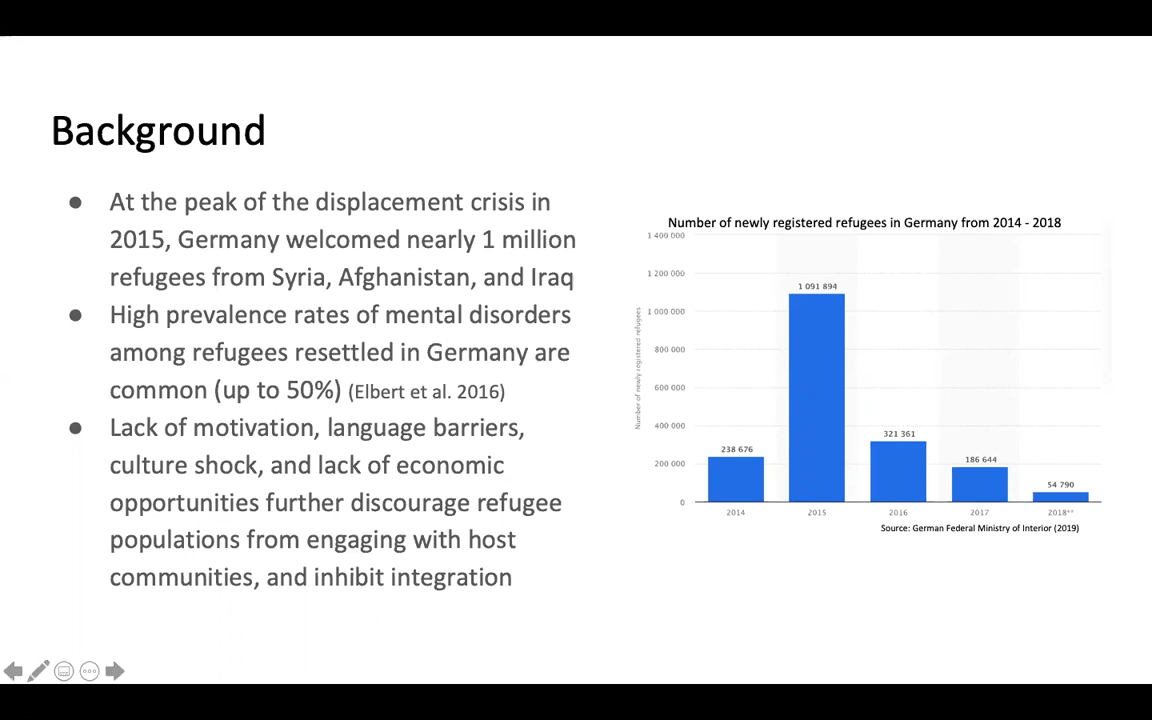 Background
● At the peak of the displacement crisis in
2015, Germany welcomed nearly 1 million
refugees from Syria, Afghanistan, and Iraq
● High prevalence rates of mental disorders
among refugees resettled in Germany are
common (up to 50%) (Elbert et al. 2016)
● Lack of motivation, language barriers,
culture shock, and lack of economic
opportunities further discourage refugee
populations from engaging with host
communities, and inhibit integration
Number of newly registered refugees in Germany from 2014 - 2018
Number of newly registered refugees
1 400 000
1 200 000
1 000 000
800 000
600 000
400 000
200 000
0
238 676
1 091 894
321 361
186 644
54 790
2014
2015
2016
2017
2018**
Source: German Federal Ministry of Interior (2019)